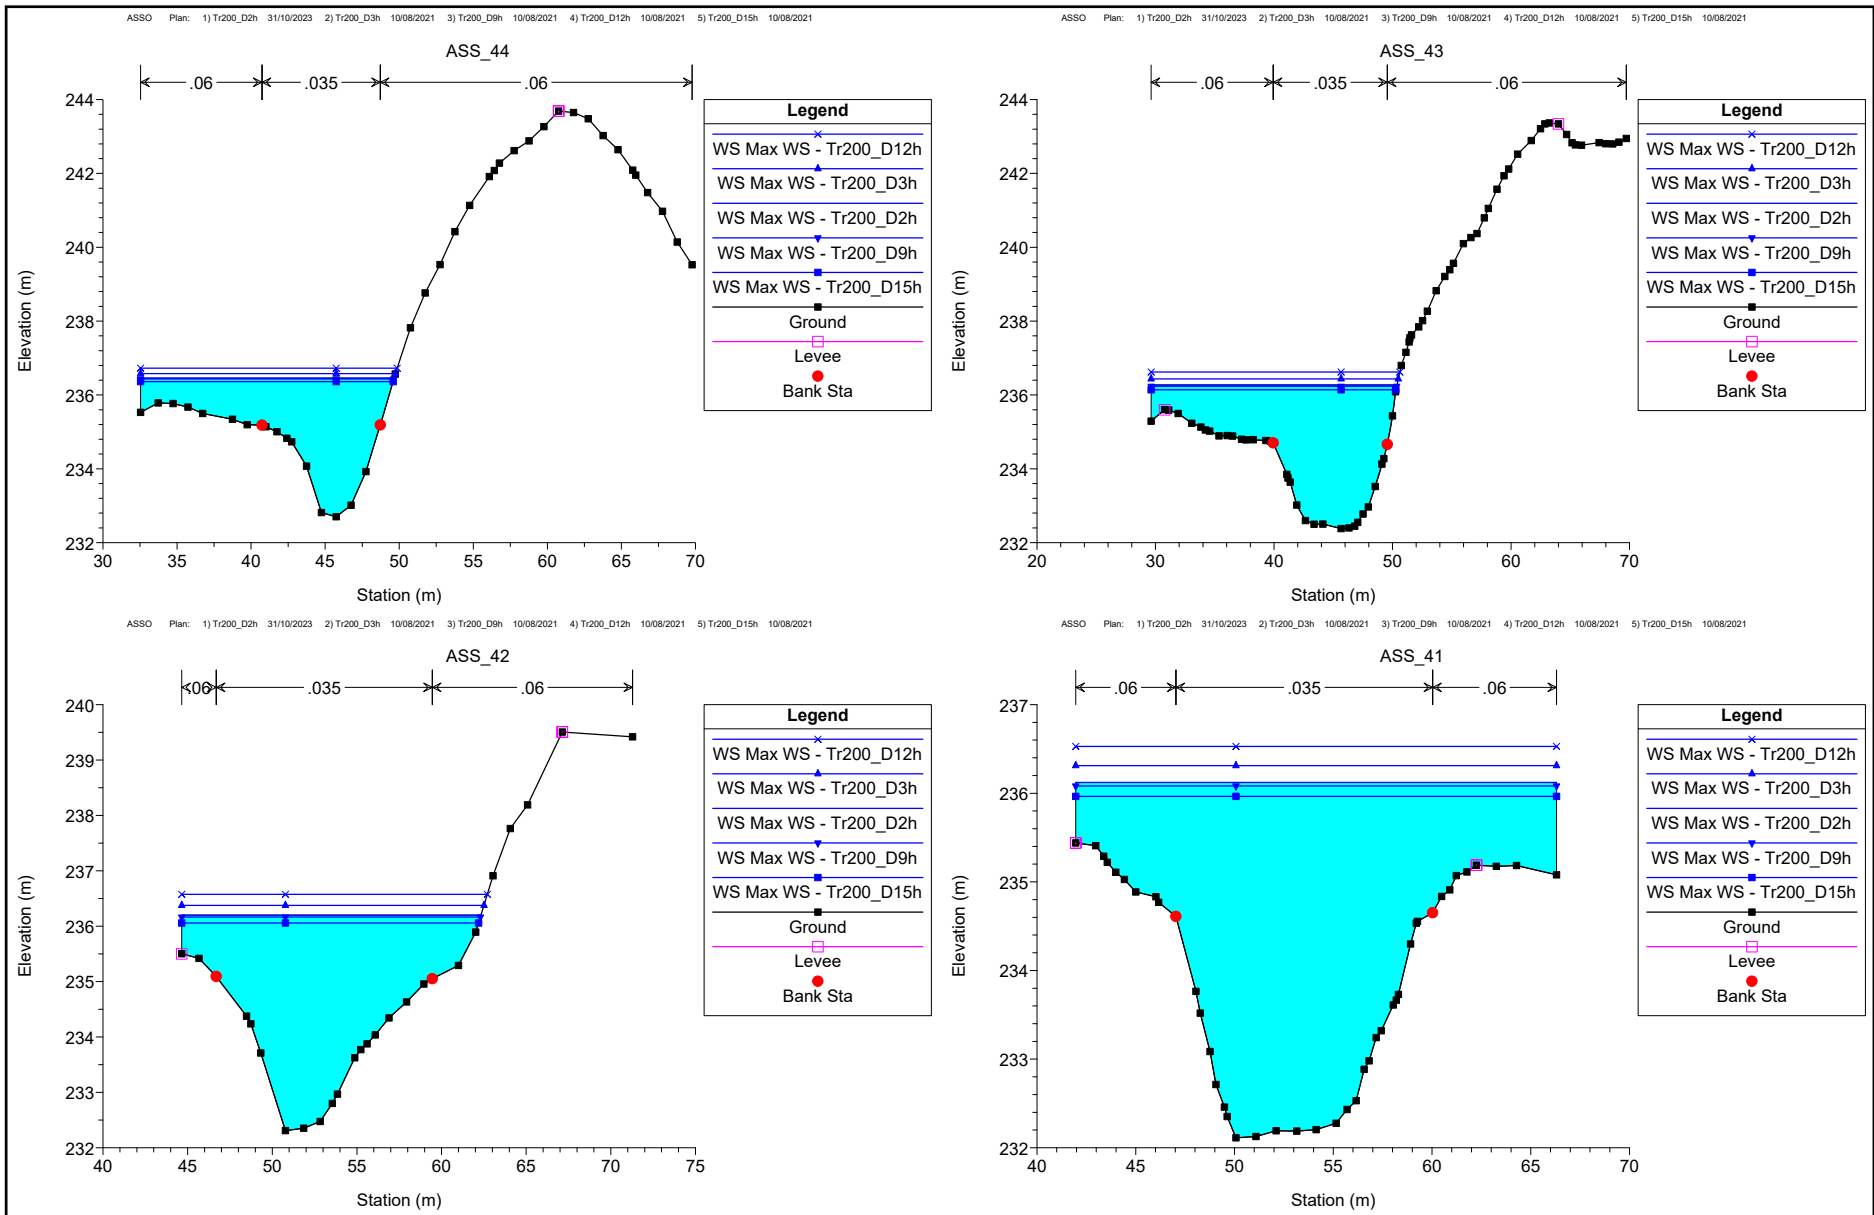 ASSO Plan: 1) Tr200_D2h 31/10/2023 2) Tr200_D3h 10/08/2021 3) Tr200_D9h 10/08/2021 4) Tr200_D12h 10/08/2021 5) Tr200_D15h 10/08/2021
ASS_44
.06 .035 .06
244
242
240
238
236
234
232
Elevation (m)
30 35 40 45 50 55 60 65 70
Station (m)
Legend
WS Max WS - Tr200_D12h
WS Max WS - Tr200_D3h
WS Max WS - Tr200_D2h
WS Max WS - Tr200_D9h
WS Max WS - Tr200_D15h
Ground
Levee
Bank Sta
ASSO Plan: 1) Tr200_D2h 31/10/2023 2) Tr200_D3h 10/08/2021 3) Tr200_D9h 10/08/2021 4) Tr200_D12h 10/08/2021 5) Tr200_D15h 10/08/2021
ASS_43
.06 .035 .06
244
242
240
238
236
234
232
Elevation (m)
20 30 40 50 60 70
Station (m)
Legend
WS Max WS - Tr200_D12h
WS Max WS - Tr200_D3h
WS Max WS - Tr200_D2h
WS Max WS - Tr200_D9h
WS Max WS - Tr200_D15h
Ground
Levee
Bank Sta
ASSO Plan: 1) Tr200_D2h 31/10/2023 2) Tr200_D3h 10/08/2021 3) Tr200_D9h 10/08/2021 4) Tr200_D12h 10/08/2021 5) Tr200_D15h 10/08/2021
ASS_42
.06 .035 .06
240
239
238
237
236
235
234
233
232
Elevation (m)
40 45 50 55 60 65 70 75
Station (m)
Legend
WS Max WS - Tr200_D12h
WS Max WS - Tr200_D3h
WS Max WS - Tr200_D2h
WS Max WS - Tr200_D9h
WS Max WS - Tr200_D15h
Ground
Levee
Bank Sta
ASSO Plan: 1) Tr200_D2h 31/10/2023 2) Tr200_D3h 10/08/2021 3) Tr200_D9h 10/08/2021 4) Tr200_D12h 10/08/2021 5) Tr200_D15h 10/08/2021
ASS_41
.06 .035 .06
237
236
235
234
233
232
Elevation (m)
40 45 50 55 60 65 70
Station (m)
Legend
WS Max WS - Tr200_D12h
WS Max WS - Tr200_D3h
WS Max WS - Tr200_D2h
WS Max WS - Tr200_D9h
WS Max WS - Tr200_D15h
Ground
Levee
Bank Sta